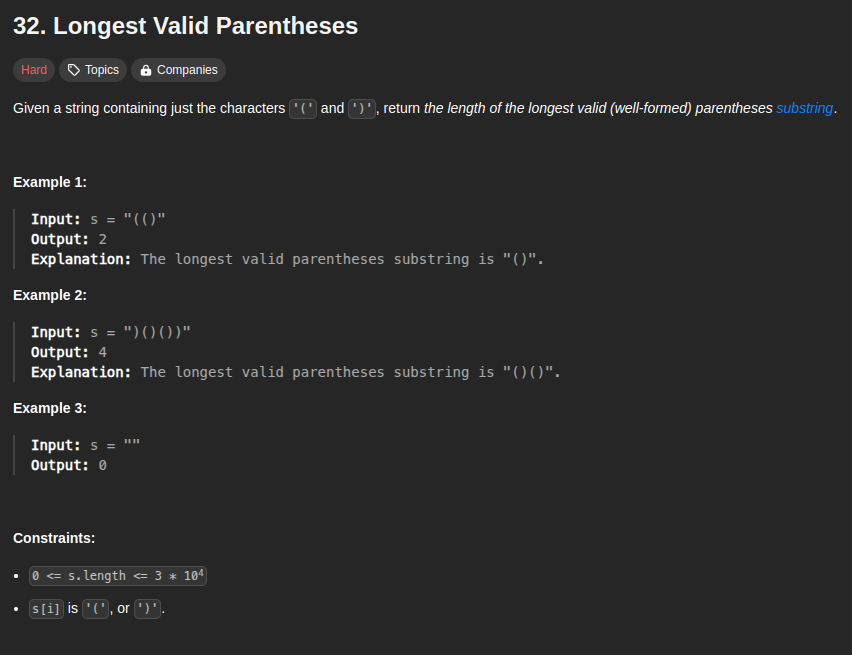 32. Longest Valid Parentheses
Hard Topics Companies
Given a string containing just the characters '(' and ')', return the length of the longest valid (well-formed) parentheses substring.
Example 1:
Input: s = "(()"
Output: 2
Explanation: The longest valid parentheses substring is "()".
Example 2:
Input: s = ")()())"
Output: 4
Explanation: The longest valid parentheses substring is "()()".
Example 3:
Input: s = ""
Output: 0
Constraints:
• 0 <= s.length <= 3 * 10⁴
• s[i] is '(', or ')'.